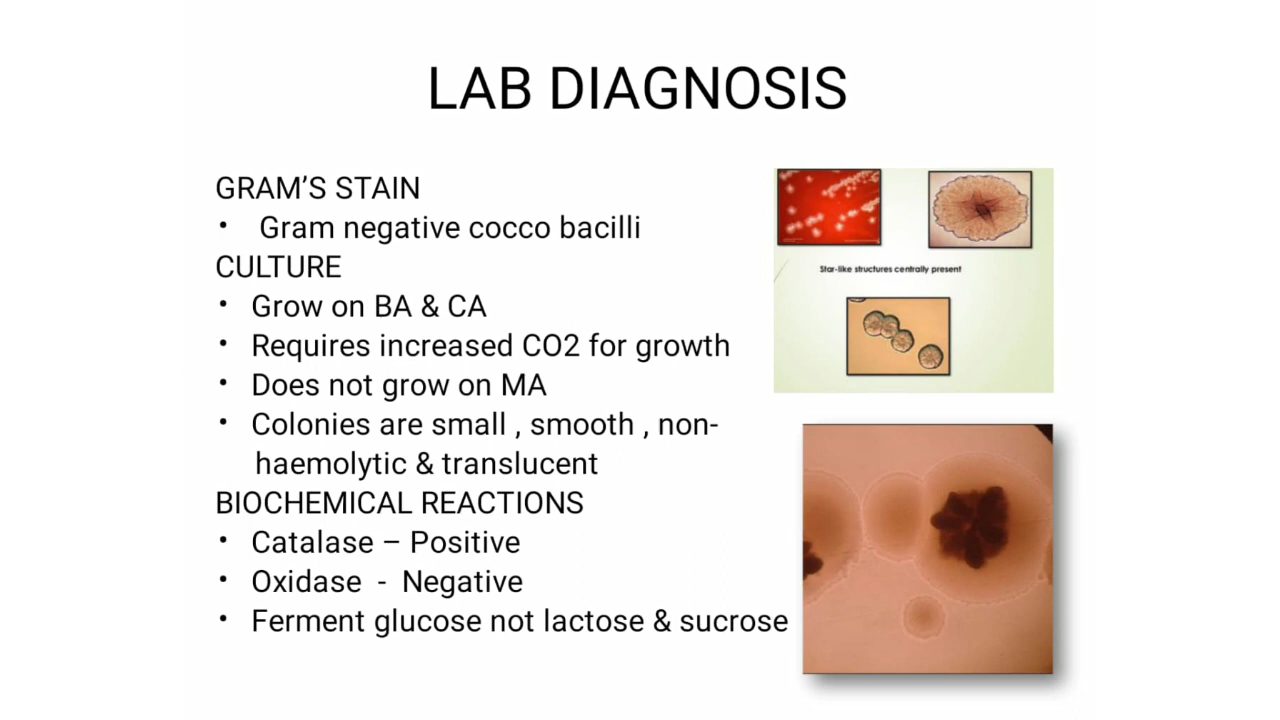 LAB DIAGNOSIS
GRAM’S STAIN
• Gram negative cocco bacilli
CULTURE
• Grow on BA & CA
• Requires increased CO2 for growth
• Does not grow on MA
• Colonies are small , smooth , non-
haemolytic & translucent
BIOCHEMICAL REACTIONS
• Catalase – Positive
• Oxidase - Negative
• Ferment glucose not lactose & sucrose
Star-like structures centrally present